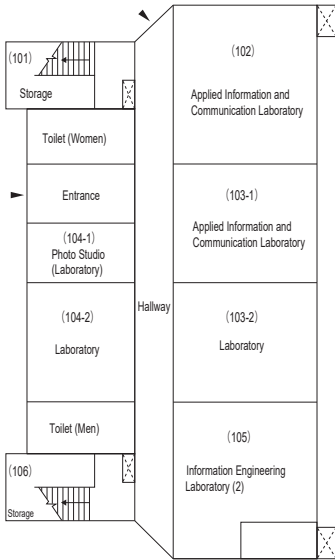 (101)
Storage
Toilet (Women)
Entrance
(104-1)
Photo Studio
(Laboratory)
(104-2)
Laboratory
Toilet (Men)
(106)
Storage
Hallway
(102)
Applied Information and
Communication Laboratory
(103-1)
Applied Information and
Communication Laboratory
(103-2)
Laboratory
(105)
Information Engineering
Laboratory (2)